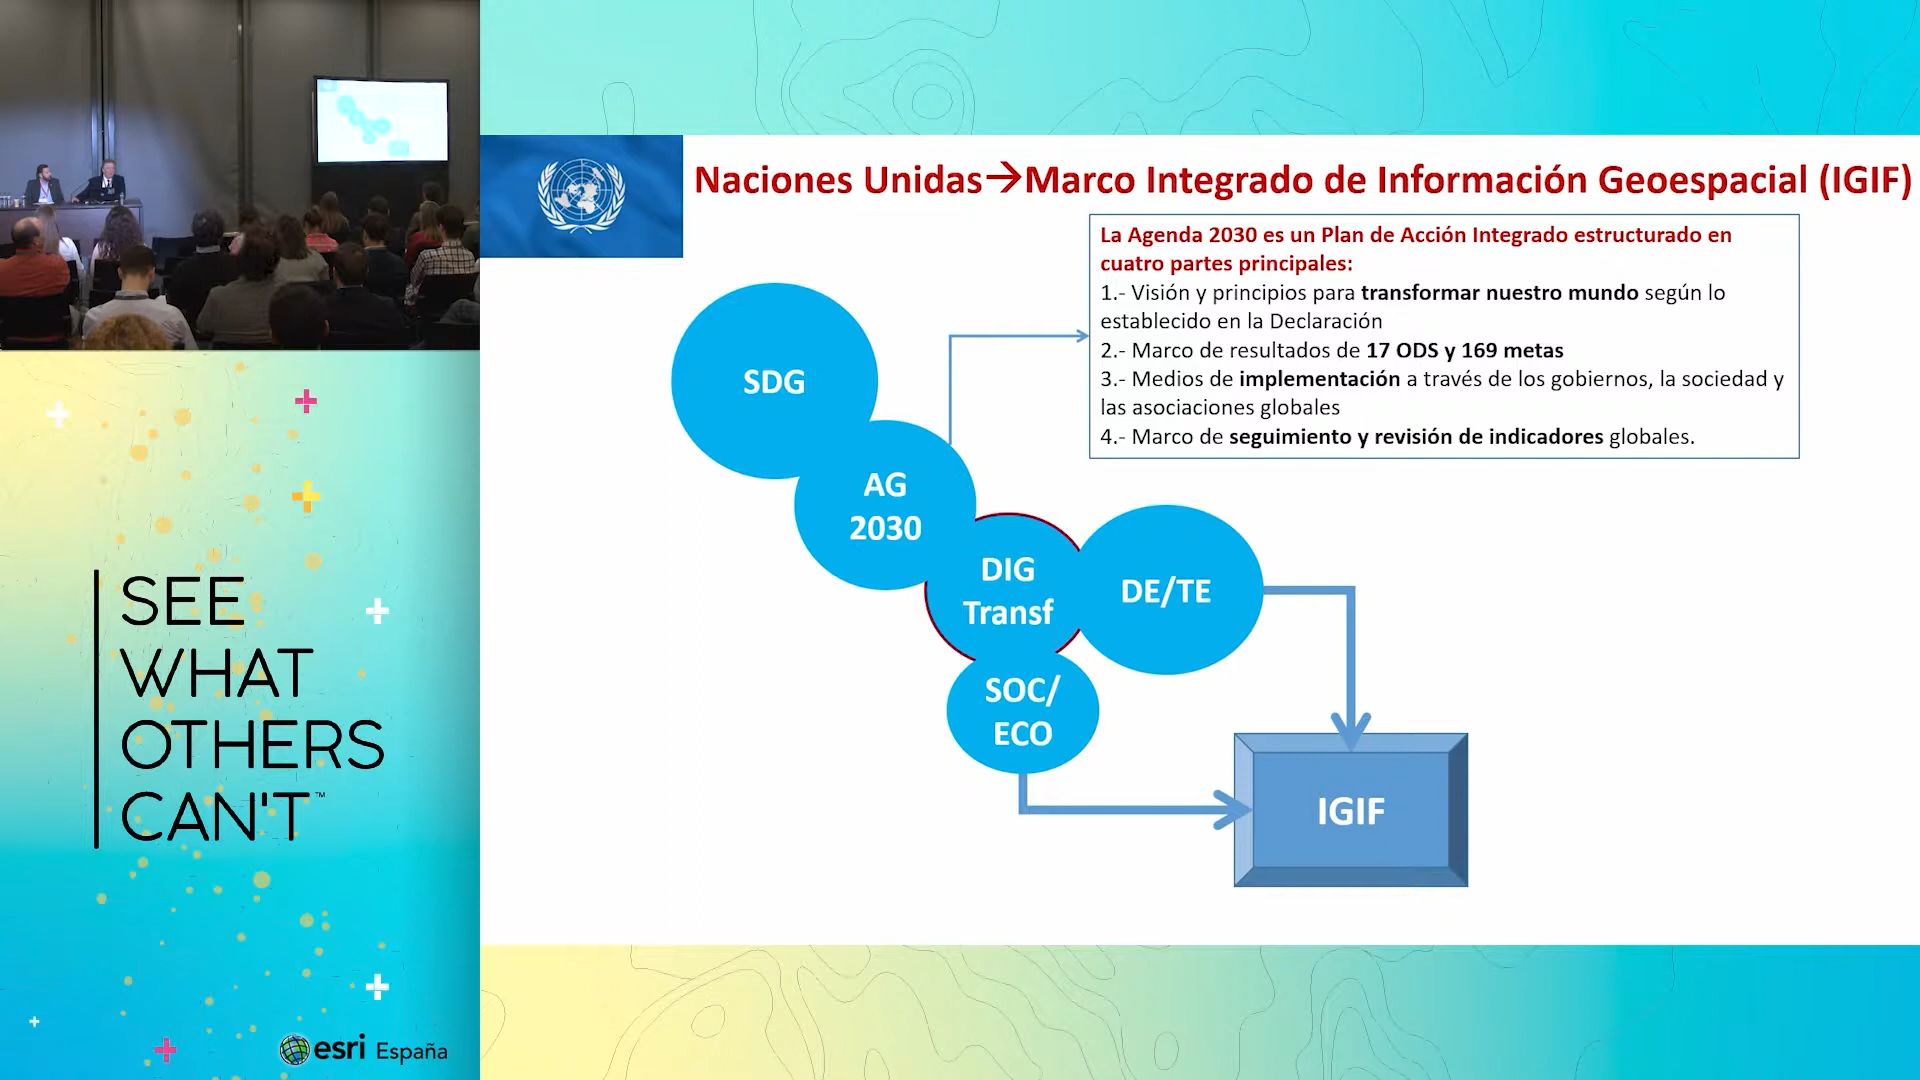 Naciones Unidas→Marco Integrado de Información Geoespacial (IGIF)
La Agenda 2030 es un Plan de Acción Integrado estructurado en
cuatro partes principales:
1.- Visión y principios para transformar nuestro mundo según lo
establecido en la Declaración
2.- Marco de resultados de 17 ODS y 169 metas
3.- Medios de implementación a través de los gobiernos, la sociedad y
las asociaciones globales
4.- Marco de seguimiento y revisión de indicadores globales.
SDG
AG
2030
DIG
Transf
DE/TE
SOC/
ECO
IGIF
SEE
WHAT
OTHERS
CAN'T™
esri España